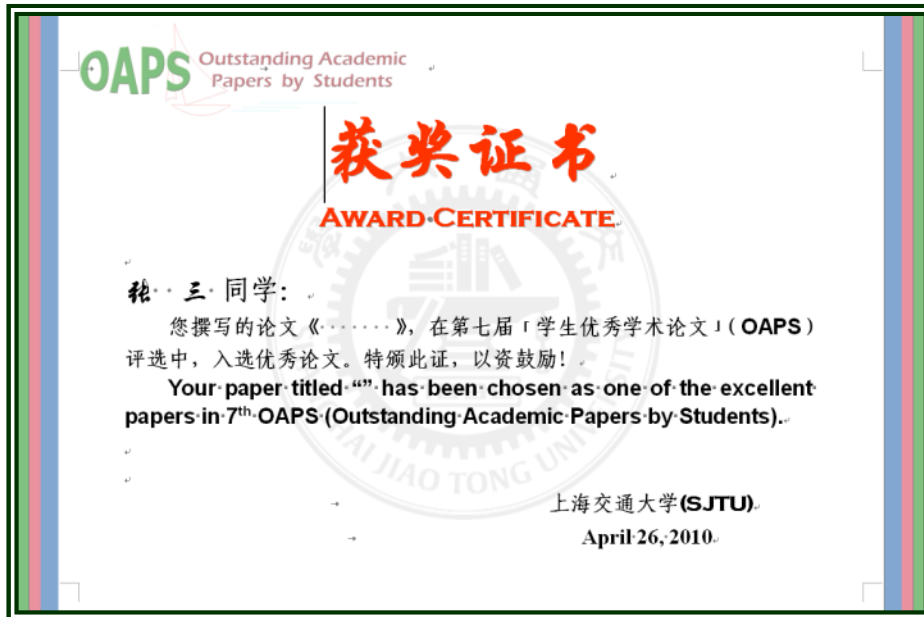 OAPS Outstanding Academic
Papers by Students
获奖证书
AWARD CERTIFICATE
张 三 同学:
您撰写的论文《 》, 在第七届「学生优秀学术论文」(OAPS)
评选中, 入选优秀论文。特颁此证, 以资鼓励!
Your paper titled “” has been chosen as one of the excellent
papers in 7th OAPS (Outstanding Academic Papers by Students).
上海交通大学(SJTU)
April 26, 2010
SHANGHAI JIAO TONG UNIVERSITY